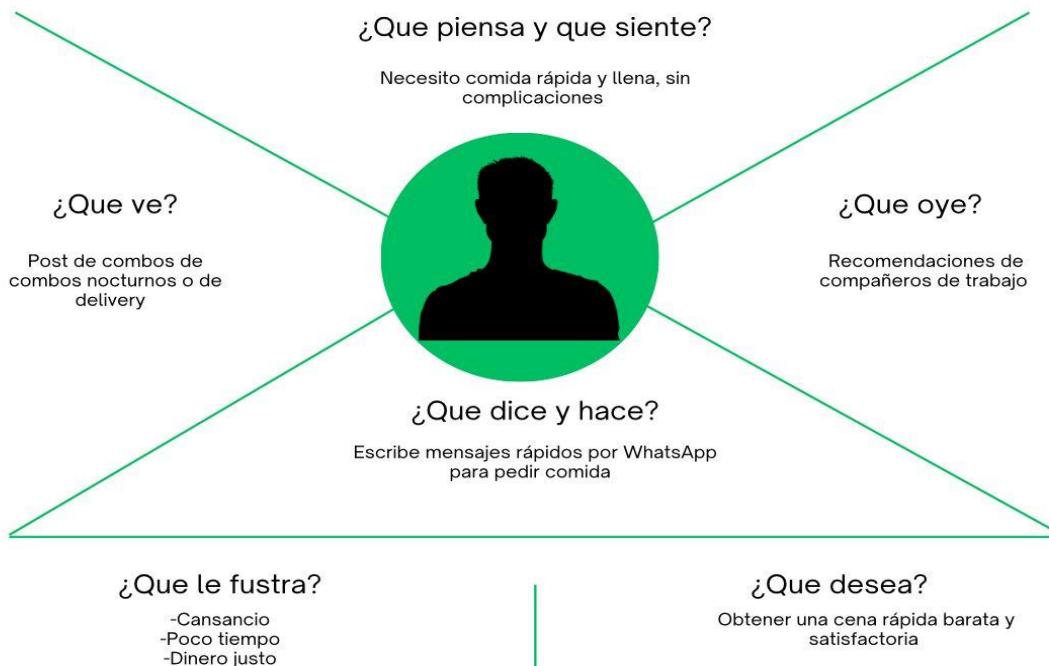 ¿Que piensa y que siente?
Necesito comida rápida y llena, sin
complicaciones
¿Que ve?
Post de combos de
combos nocturnos o de
delivery
¿Que oye?
Recomendaciones de
compañeros de trabajo
¿Que dice y hace?
Escribe mensajes rápidos por WhatsApp
para pedir comida
¿Que le fustra?
-Cansancio
-Poco tiempo
-Dinero justo
¿Que desea?
Obtener una cena rápida barata y
satisfactoria